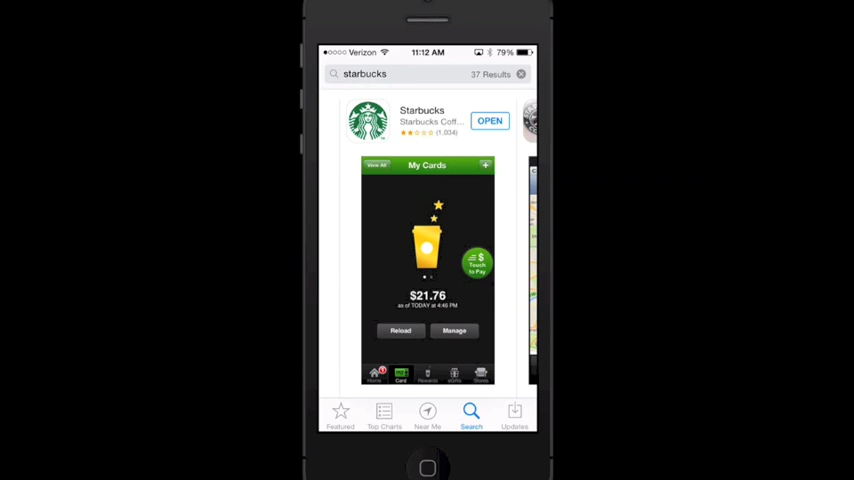 Verizon 11:12 AM 79%
starbucks 37 Results
Starbucks
Starbucks Coff...
(1,034)
OPEN
View All My Cards +
$
Touch
to Pay
$21.76
as of TODAY at 4:48 PM
Reload Manage
Home Card Rewards eGifts Stores
Featured Top Charts Near Me Search Updates